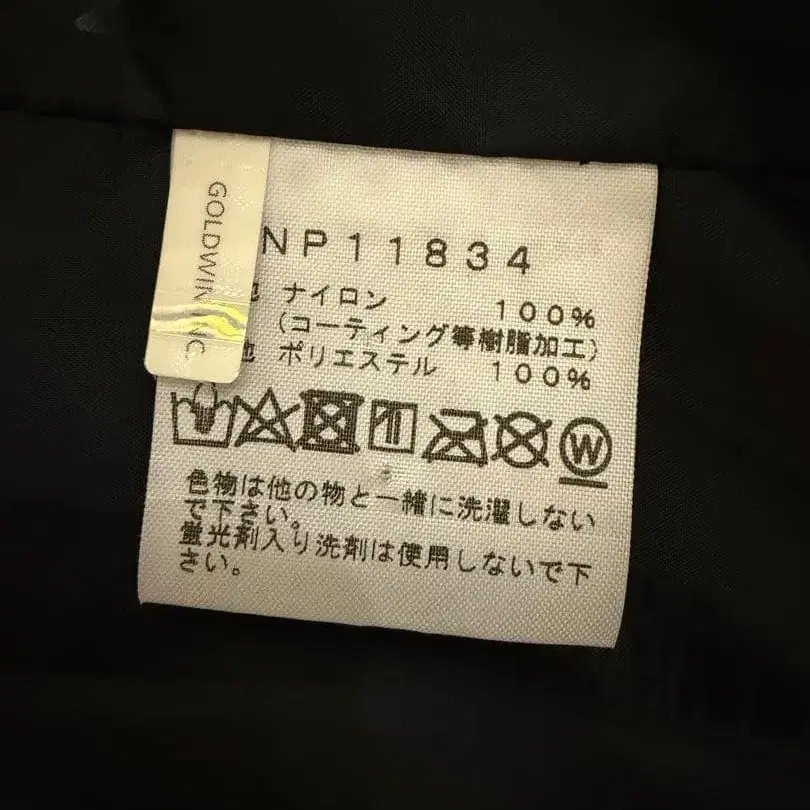 GOLDWIN INC
NP11834
地 ナイロン 100%
(コーティング等樹脂加工)
地 ポリエステル 100%
W
色物は他の物と一緒に洗濯しない
で下さい。
蛍光剤入り洗剤は使用しないで下
さい。